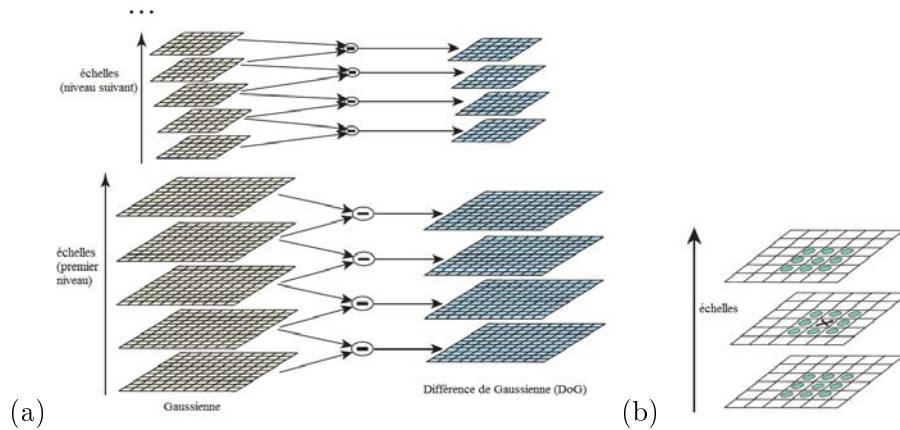 ...
échelles
(niveau suivant)
échelles
(premier
niveau)
Gaussienne
Différence de Gaussienne (DoG)
(a)
échelles
(b)